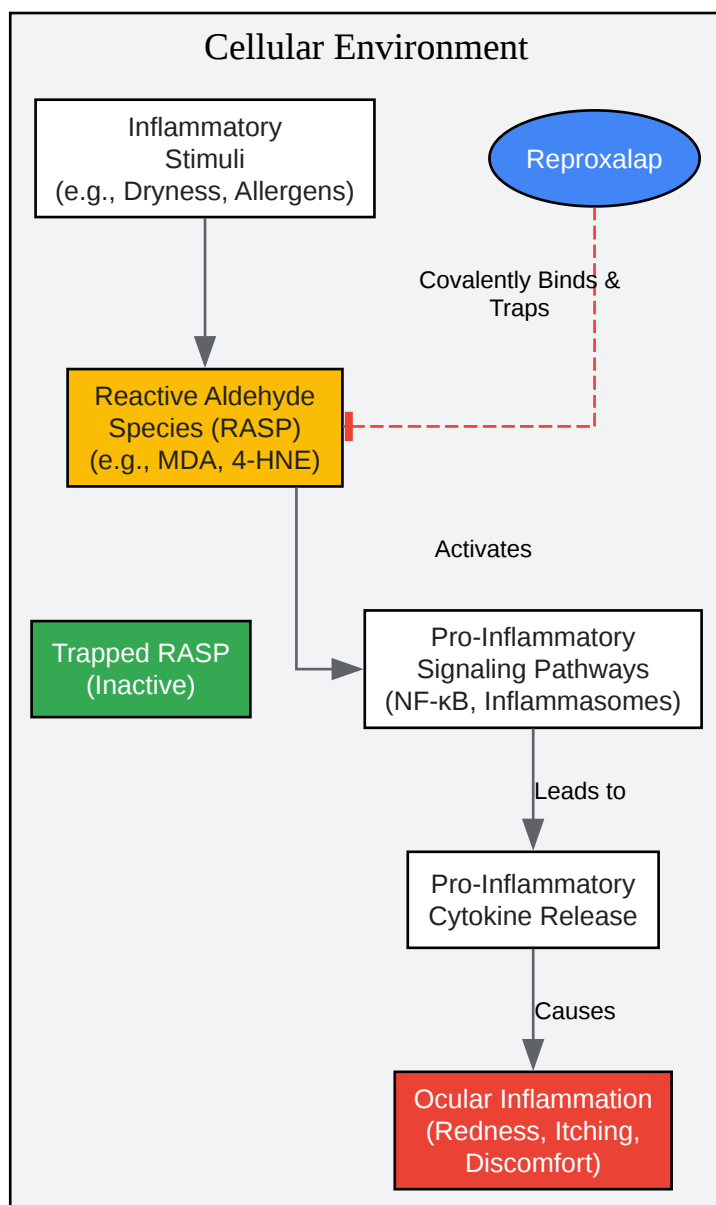 Cellular Environment
Inflammatory
Stimuli
(e.g., Dryness, Allergens)
Reproxalap
Covalently Binds &
Traps
Reactive Aldehyde
Species (RASP)
(e.g., MDA, 4-HNE)
Activates
Trapped RASP
(Inactive)
Pro-Inflammatory
Signaling Pathways
(NF-κB, Inflammasomes)
Leads to
Pro-Inflammatory
Cytokine Release
Causes
Ocular Inflammation
(Redness, Itching,
Discomfort)